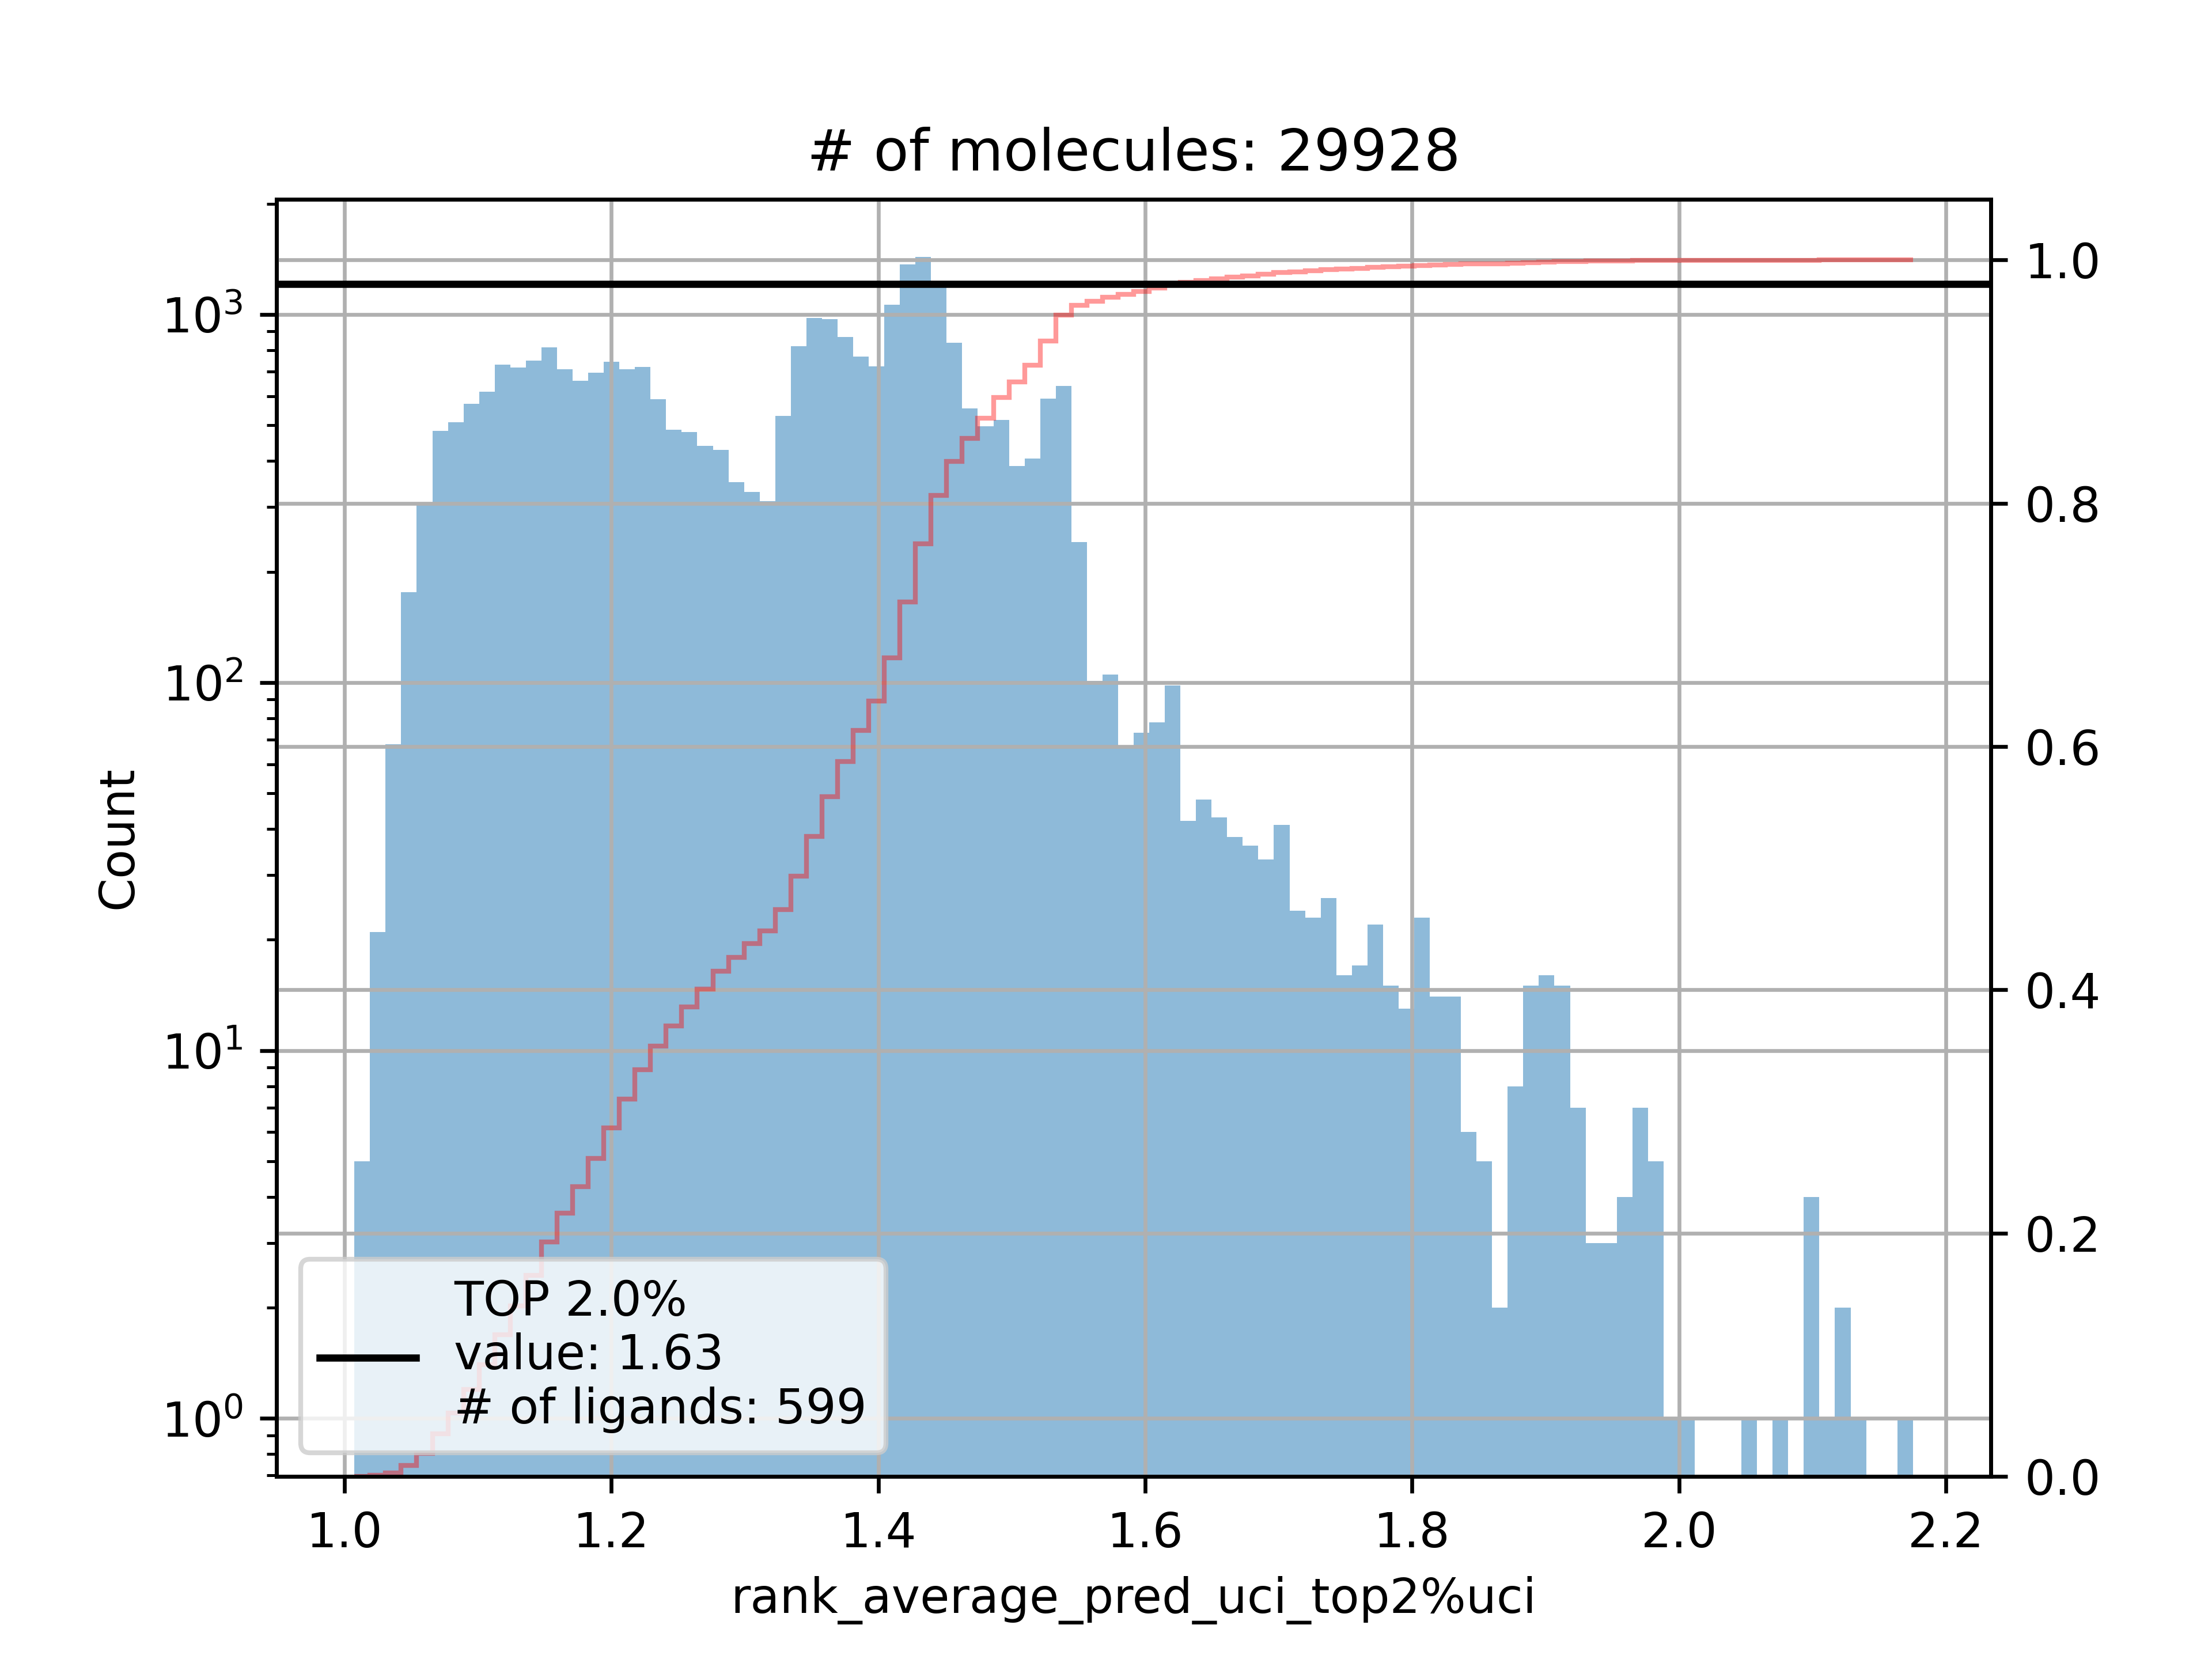 # of molecules: 29928
10³
10²
10¹
10⁰
Count
1.0
0.8
0.6
0.4
0.2
0.0
TOP 2.0%
value: 1.63
# of ligands: 599
1.0 1.2 1.4 1.6 1.8 2.0 2.2
rank_average_pred_uci_top2%uci